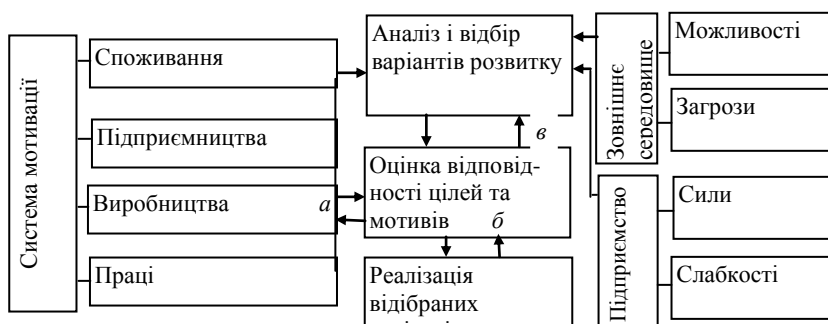 Система мотивації
Споживання
Підприємництва
Виробництва
Праці
а
Аналіз і відбір
варіантів розвитку
в
Оцінка відповід-
ності цілей та
мотивів
б
Реалізація
відібраних
Зовнішнє
середовище
Можливості
Загрози
Підприємство
Сили
Слабкості